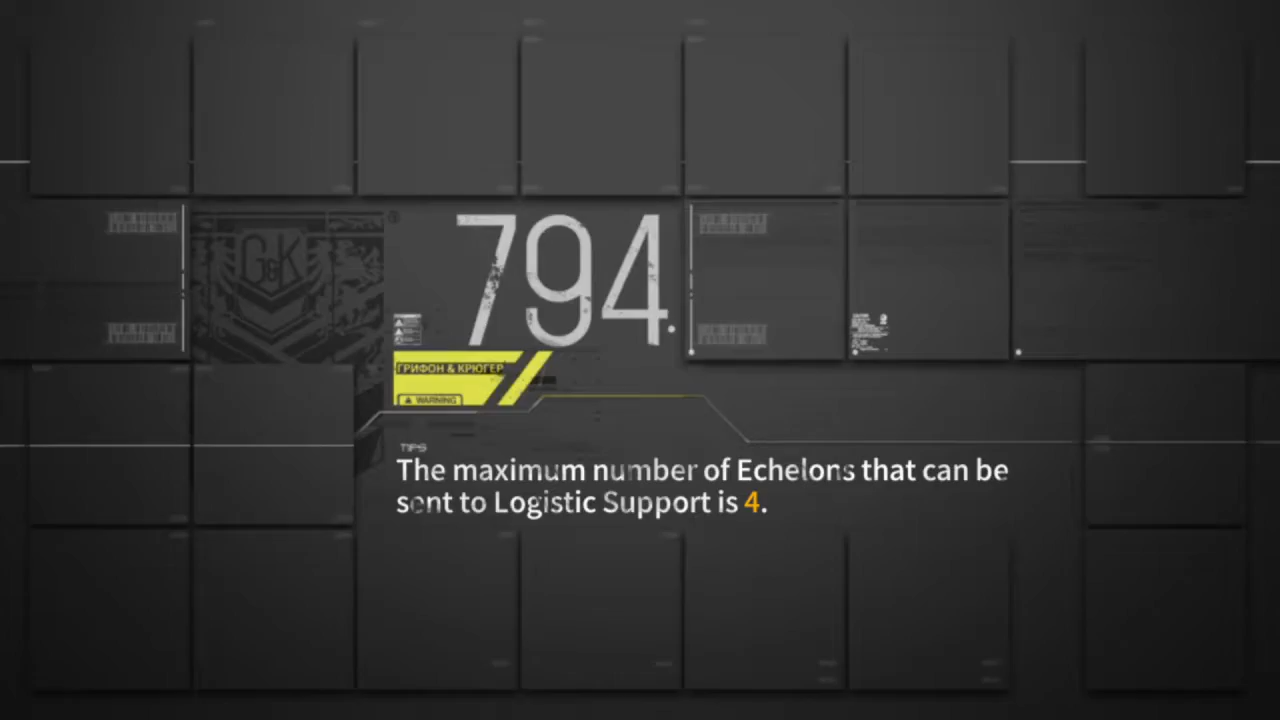 G&K
794.
ГРИФОН & КРЮГЕР
WARNING
TIPS
The maximum number of Echelons that can be
sent to Logistic Support is 4.